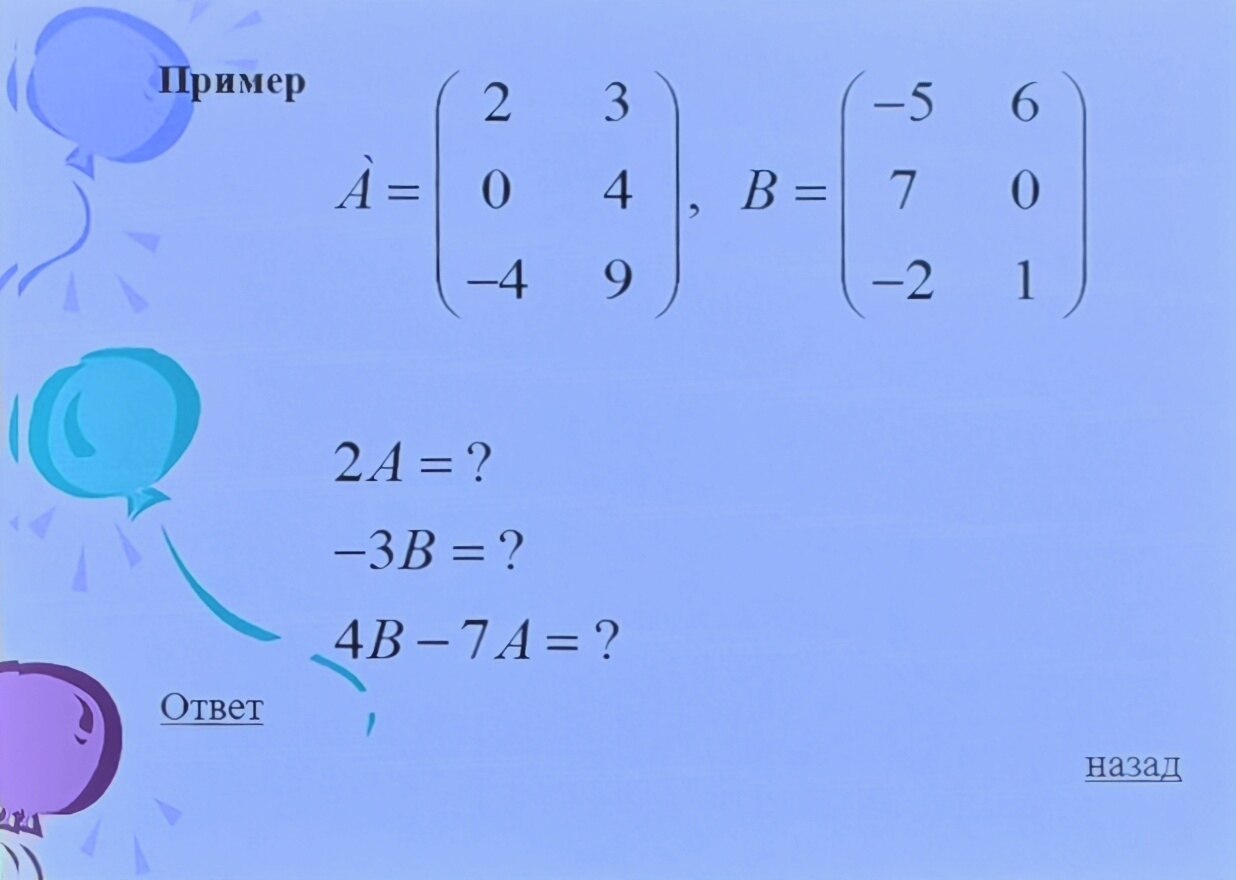 Пример
À = ( 2 3
0 4
−4 9 ), B = ( −5 6
7 0
−2 1 )
2A = ?
−3B = ?
4B − 7A = ?
Ответ
назад